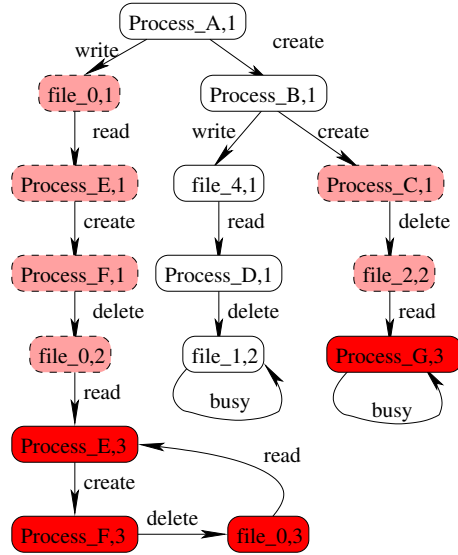 Process_A,1
write
create
file_0,1
Process_B,1
read
write
create
Process_E,1
file_4,1
Process_C,1
create
read
delete
Process_F,1
Process_D,1
file_2,2
delete
delete
read
file_0,2
file_1,2
Process_G,3
read
busy
busy
Process_E,3
read
create
Process_F,3
delete
file_0,3